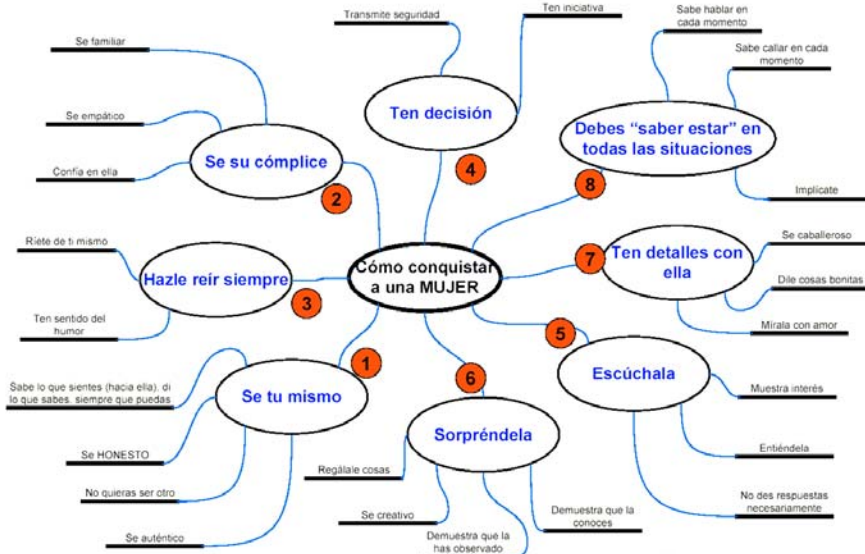 Cómo conquistar
a una MUJER
1
Se tu mismo
Sabe lo que sientes (hacia ella). di
lo que sabes. siempre que puedas
Se HONESTO
No quieras ser otro
Se auténtico
2
Se su cómplice
Se familiar
Se empático
Confía en ella
3
Hazle reír siempre
Ríete de ti mismo
Ten sentido del
humor
4
Ten decisión
Transmite seguridad
Ten iniciativa
5
Escúchala
Muestra interés
Entiéndela
No des respuestas
necesariamente
6
Sorpréndela
Regálale cosas
Se creativo
Demuestra que la
has observado
Demuestra que la
conoces
7
Ten detalles con
ella
Se caballeroso
Dile cosas bonitas
Mírala con amor
8
Debes “saber estar” en
todas las situaciones
Sabe hablar en
cada momento
Sabe callar en cada
momento
Implícate